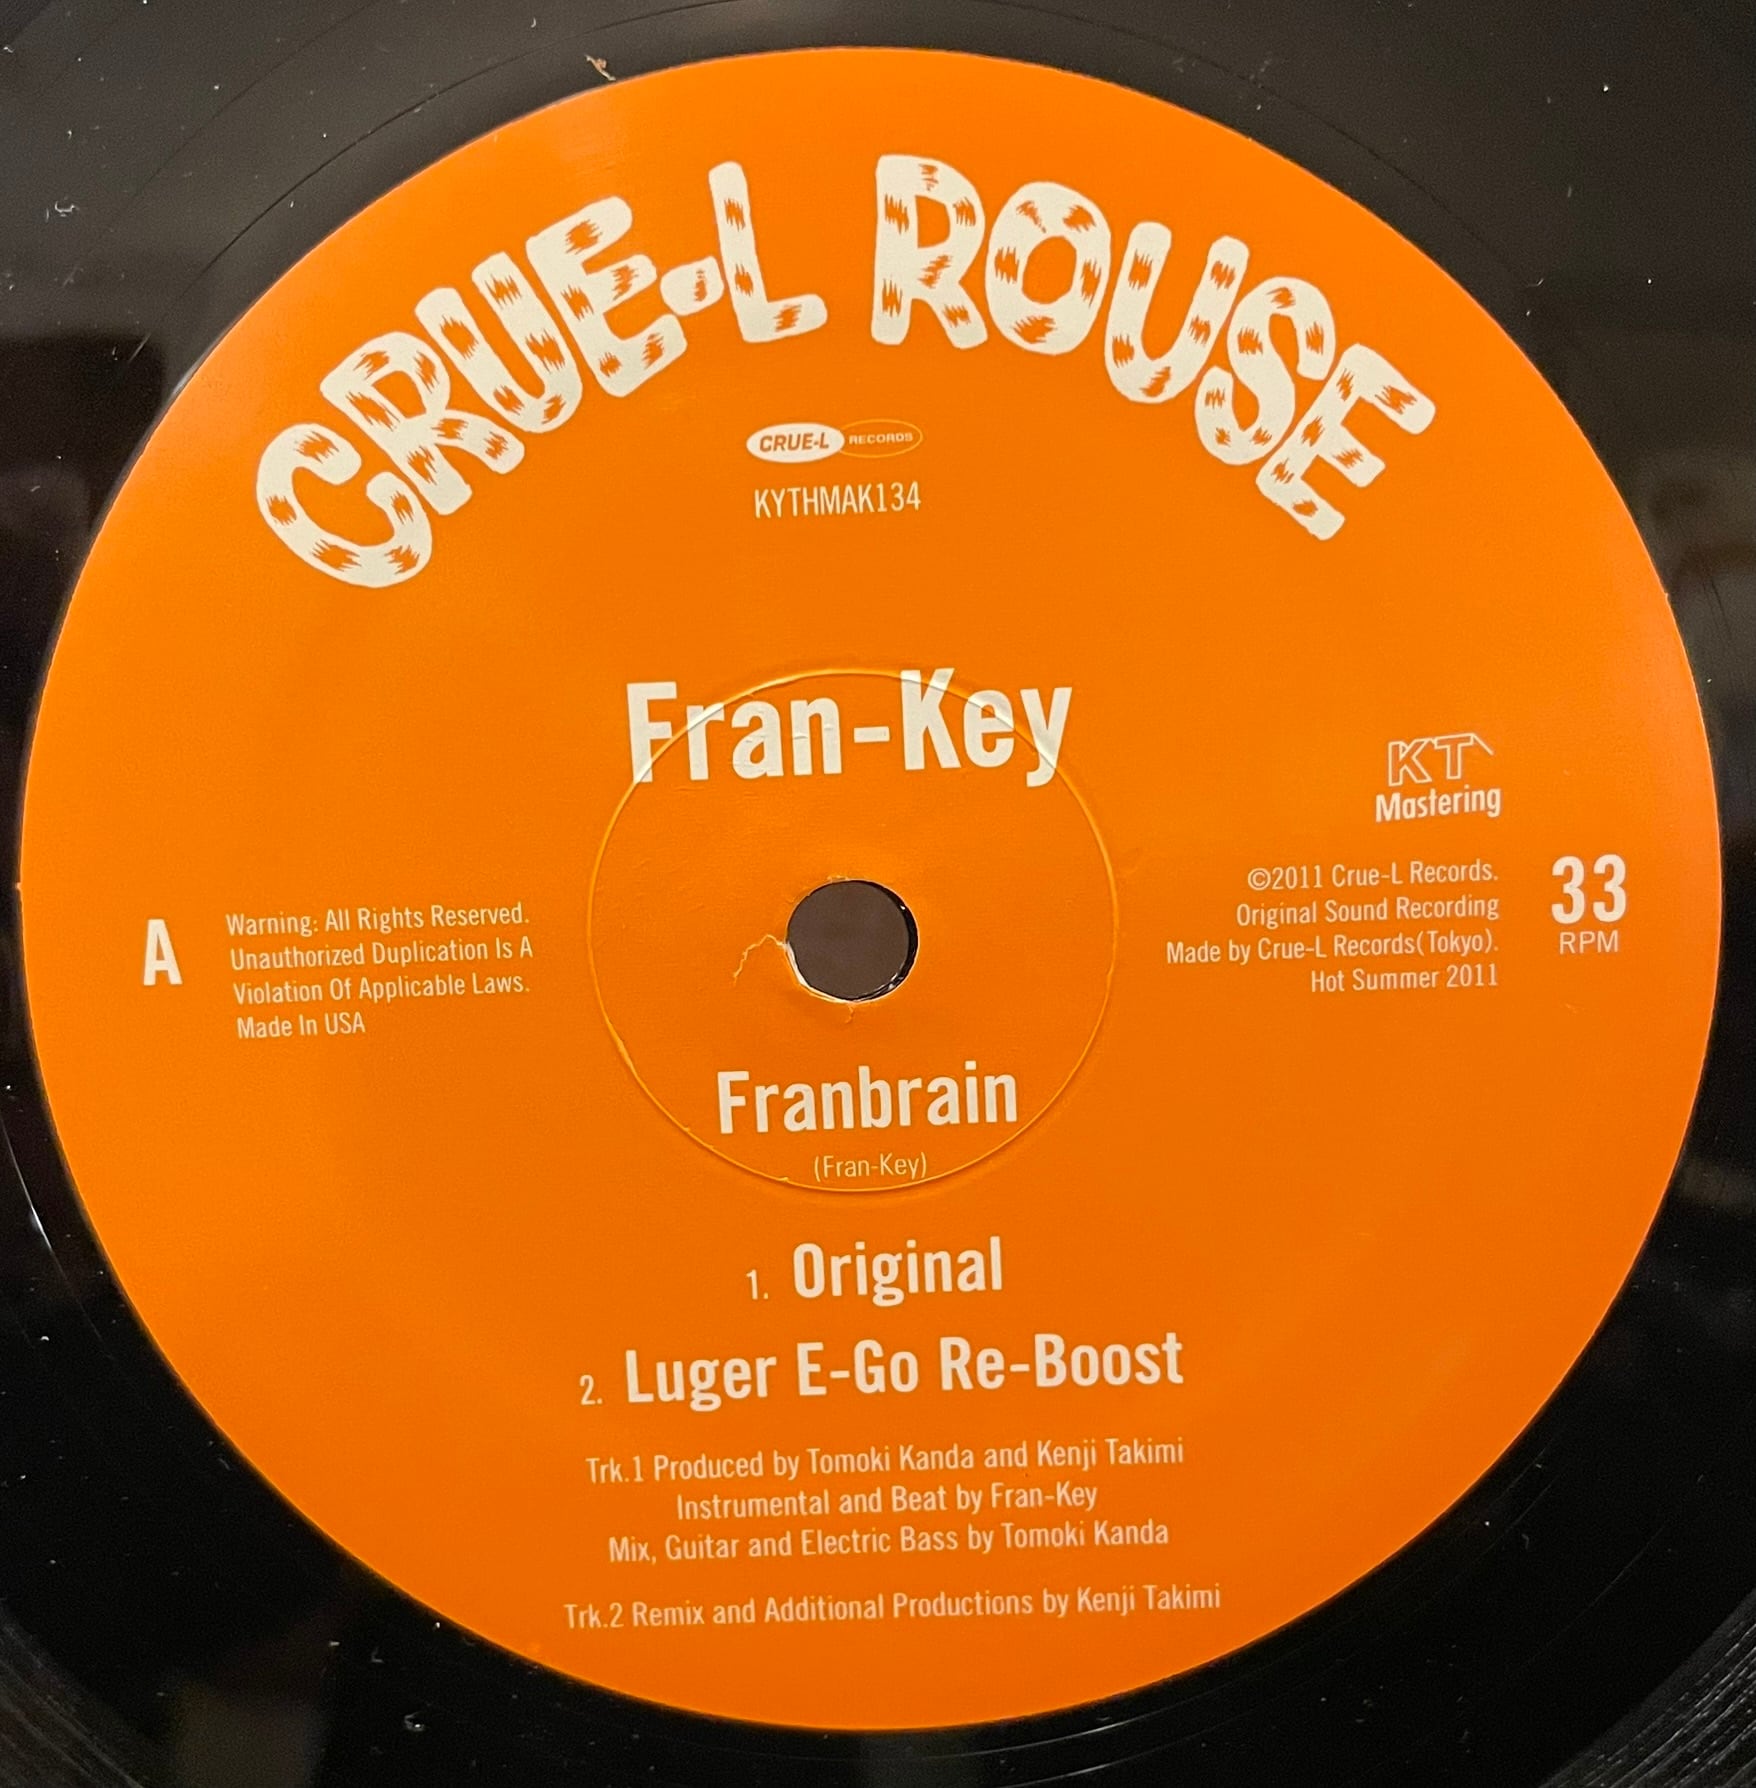 CRUE-L ROUSE
CRUE-L RECORDS
KYTHMAK134
Fran-Key
KT
Mastering
A
Warning: All Rights Reserved.
Unauthorized Duplication Is A
Violation Of Applicable Laws.
Made In USA
©2011 Crue-L Records.
Original Sound Recording
Made by Crue-L Records(Tokyo).
Hot Summer 2011
33
RPM
Franbrain
(Fran-Key)
1. Original
2. Luger E-Go Re-Boost
Trk.1 Produced by Tomoki Kanda and Kenji Takimi
Instrumental and Beat by Fran-Key
Mix, Guitar and Electric Bass by Tomoki Kanda
Trk.2 Remix and Additional Productions by Kenji Takimi